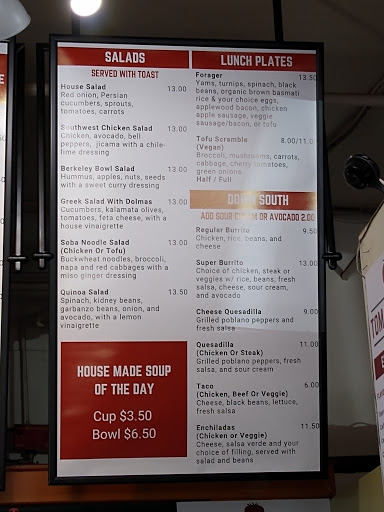 SALADS
SERVED WITH TOAST
House Salad 13.00
Red onion, Persian
cucumbers, sprouts,
tomatoes, carrots
Southwest Chicken Salad 13.00
Chicken, avocado, bell
peppers, jicama with a chile-
lime dressing
Berkeley Bowl Salad 13.00
Hummus, apples, nuts, seeds
with a sweet curry dressing
Greek Salad With Dolmas 13.00
Cucumbers, kalamata olives,
tomatoes, feta cheese, with a
house vinaigrette
Soba Noodle Salad 13.00
(Chicken Or Tofu)
Buckwheat noodles, broccoli,
napa and red cabbages with a
miso ginger dressing
Quinoa Salad 13.50
Spinach, kidney beans,
garbanzo beans, onion, and
avocado, with a lemon
vinaigrette
HOUSE MADE SOUP
OF THE DAY
Cup $3.50
Bowl $6.50
LUNCH PLATES
Forager 13.50
Yams, turnips, spinach, black
beans, organic brown basmati
rice & your choice eggs,
applewood bacon, chicken
apple sausage, veggie
sausage/bacon, or tofu
Tofu Scramble 8.00/11.0
(Vegan)
Broccoli, mushrooms, carrots,
cabbage, cherry tomatoes,
green onions
Half / Full
DOWN SOUTH
ADD SOUR CREAM OR AVOCADO 2.00
Regular Burrito 9.50
Chicken, rice, beans, and
cheese
Super Burrito 13.00
Choice of chicken, steak or
veggies w/ rice, beans, fresh
salsa, cheese, sour cream,
and avocado
Cheese Quesadilla 9.00
Grilled poblano peppers and
fresh salsa
Quesadilla 11.00
(Chicken Or Steak)
Grilled poblano peppers, fresh
salsa, and sour cream
Taco 6.00
(Chicken, Beef Or Veggie)
Cheese, black beans, lettuce,
fresh salsa
Enchiladas 11.50
(Chicken or Veggie)
Cheese, salsa verde and your
choice of filling, served with
salad and beans